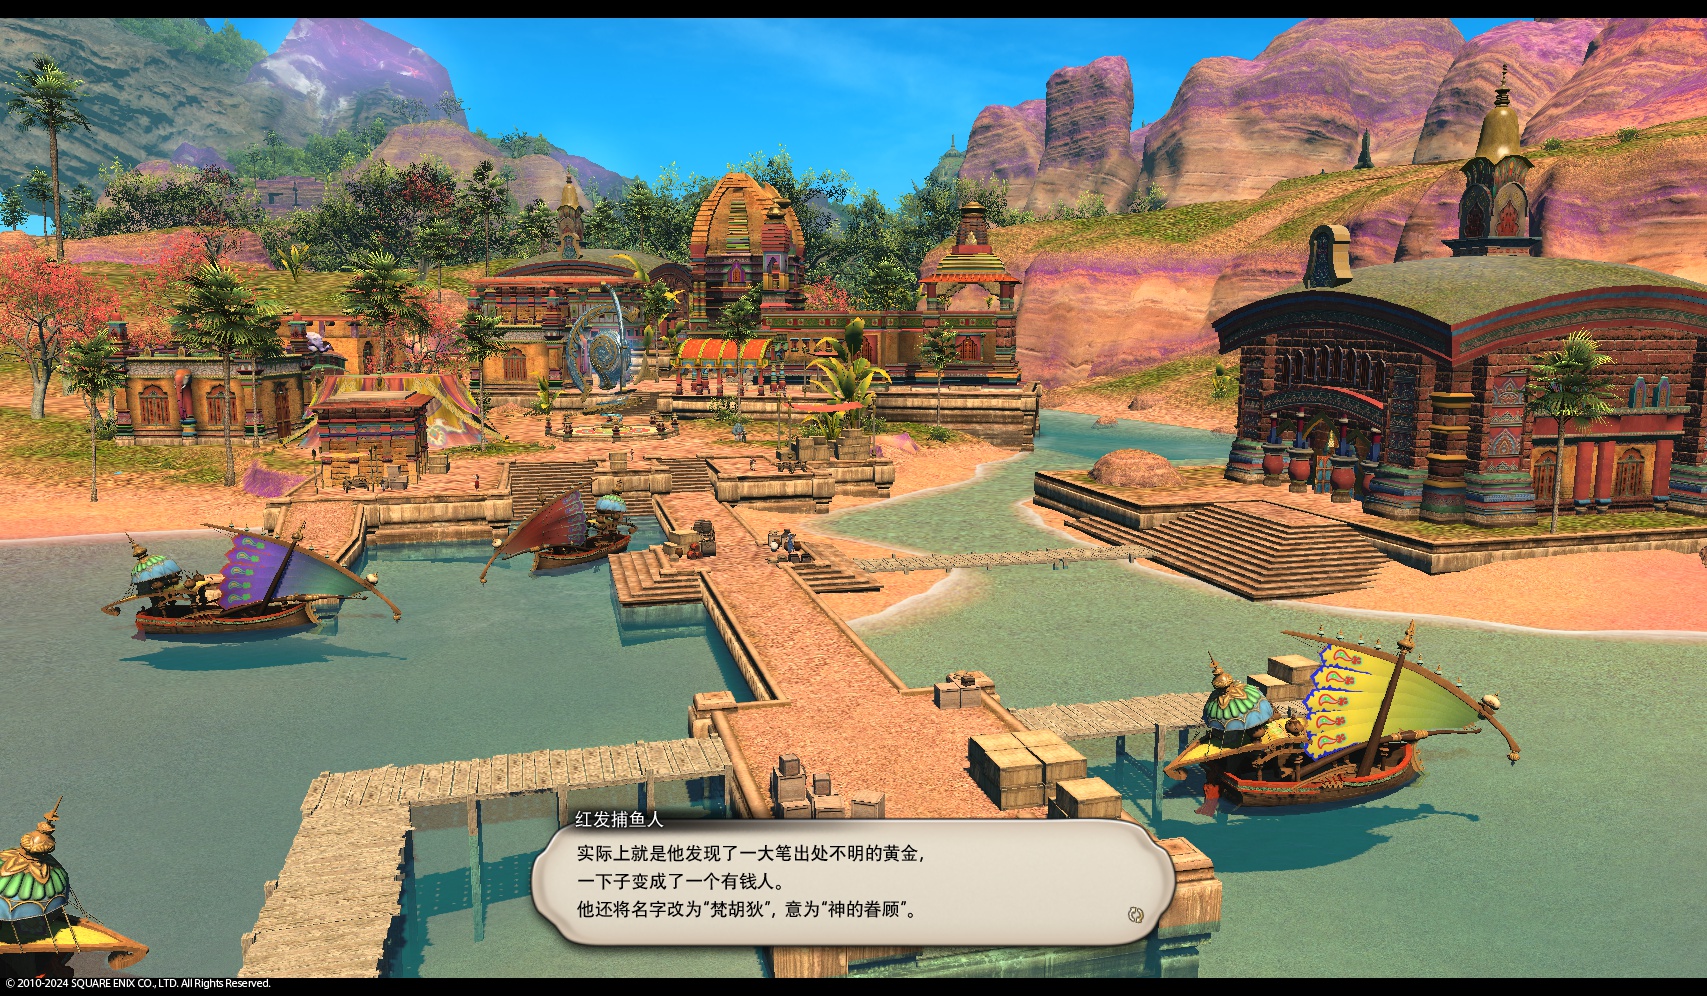 红发捕鱼人
实际上就是他发现了一大笔出处不明的黄金，
一下子变成了一个有钱人。
他还将名字改为“梵胡狄”，意为“神的眷顾”。
© 2010-2024 SQUARE ENIX CO., LTD. All Rights Reserved.